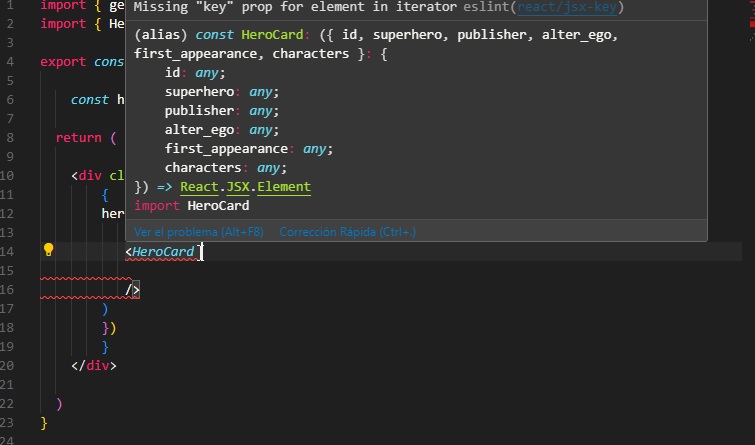 Missing "key" prop for element in iterator eslint(react/jsx-key)
(alias) const HeroCard: ({ id, superhero, publisher, alter_ego,
first_appearance, characters }: {
id: any;
superhero: any;
publisher: any;
alter_ego: any;
first_appearance: any;
characters: any;
}) => React.JSX.Element
import HeroCard
Ver el problema (Alt+F8) Corrección Rápida (Ctrl+.)
1 import { ge
2 import { He
3
4 export cons
5
6 const h
7
8 return (
9
10 <div cl
11 {
12 her
13
14 <HeroCard
15
16 />
17 )
18 })
19 }
20 </div>
21
22 )
23 }
24